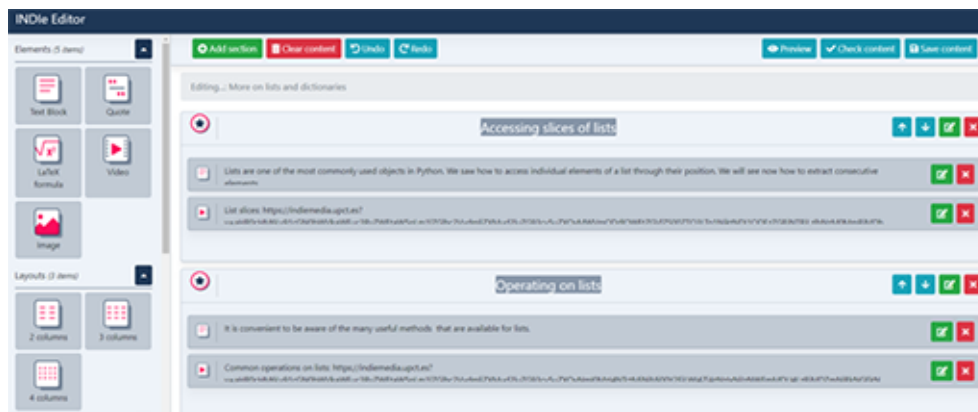 INDIe Editor
Elements (5 items)
Add section
Clear content
Undo
Redo
Preview
Check content
Save content
Text Block
Quote
LaTeX formula
Video
Image
Layouts (3 items)
2 columns
3 columns
4 columns
Editing...: More on lists and dictionaries
Accessing slices of lists
Lists are one of the most commonly used objects in Python. We saw how to access individual elements of a list through their position. We will see now how to extract consecutive
elements
List slices: https://indiemedia.upct.es?
Operating on lists
It is convenient to be aware of the many useful methods that are available for lists.
Common operations on lists: https://indiemedia.upct.es?